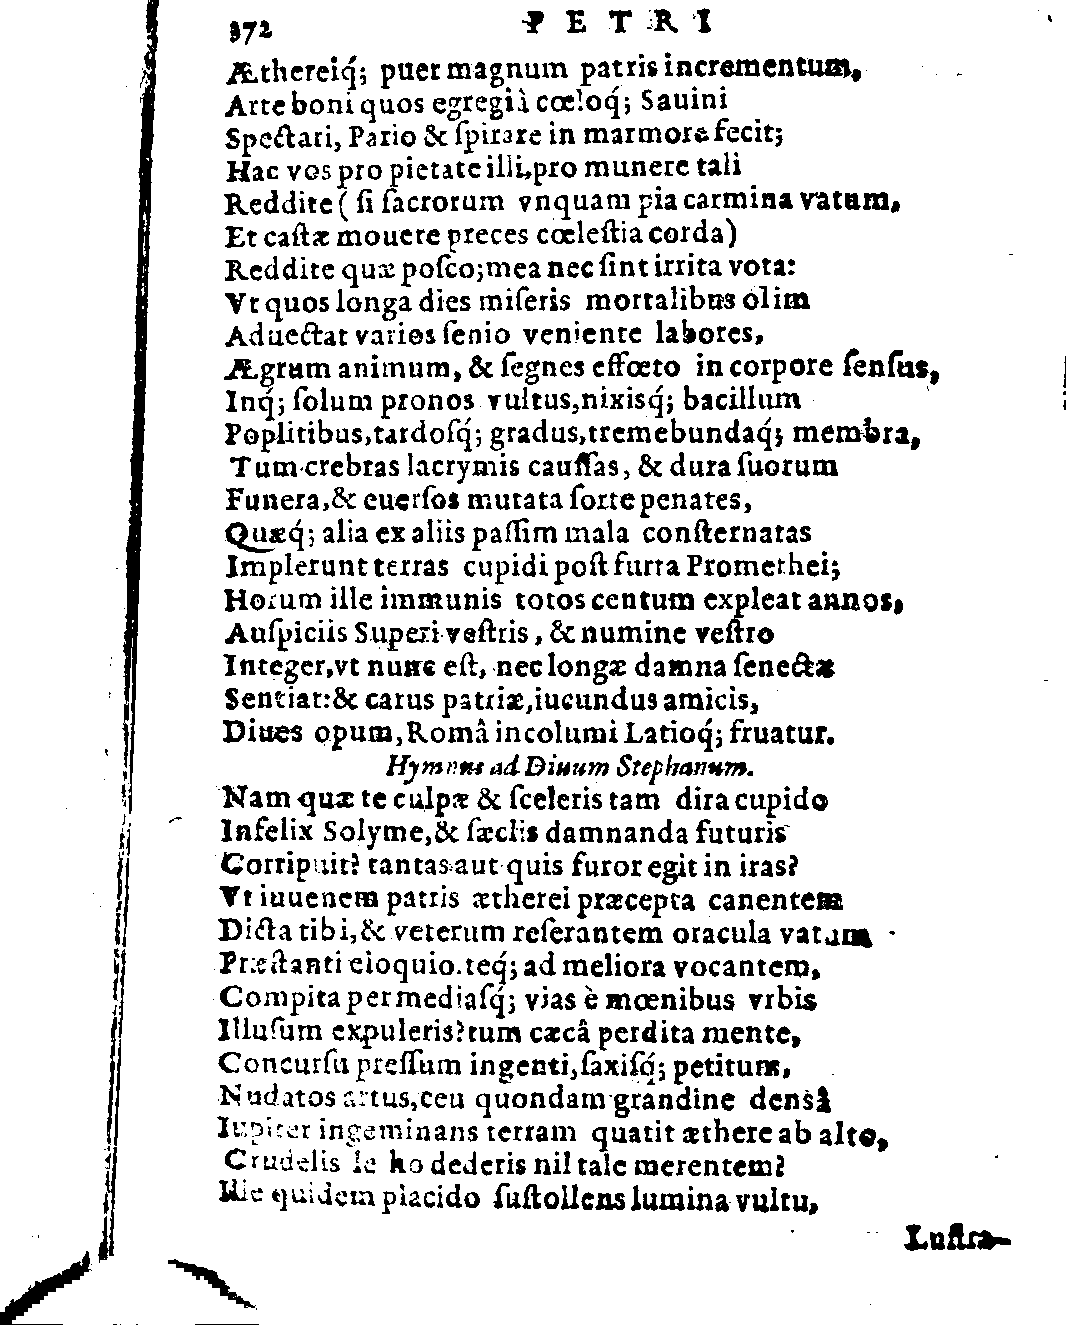 372 PETRI
Æthereiq́; puer magnum patris incrementum,
Arte boni quos egregià cœloq́; Sauini
Spectari, Pario & ſpirare in marmore fecit;
Hac vos pro pietate illi, pro munere tali
Reddite ( ſi ſacrorum vnquam pia carmina vatum,
Et caſtæ mouere preces cœleſtia corda)
Reddite quæ poſco; mea nec ſint irrita vota:
Vt quos longa dies miſeris mortalibus olim
Aduectat varios ſenio veniente labores,
Ægrum animum, & ſegnes effœto in corpore ſenſus,
Inq́; ſolum pronos vultus, nixisq́; bacillum
Poplitibus, tardoſq́; gradus, tremebundaq́; membra,
Tum crebras lacrymis cauſſas, & dura ſuorum
Funera, & euerſos mutata ſorte penates,
Quæq́; alia ex aliis paſſim mala conſternatas
Implerunt terras cupidi poſt furta Promethei;
Horum ille immunis totos centum expleat annos,
Auſpiciis Superi veſtris, & numine veſtro
Integer, vt nunc eſt, nec longæ damna ſenectæ
Sentiat: & carus patriæ, iucundus amicis,
Diues opum, Româ incolumi Latioq́; fruatur.
Hymnus ad Diuum Stephanum.
Nam quæ te culpæ & ſceleris tam dira cupido
Infelix Solyme, & ſæclis damnanda futuris
Corripuit? tantas aut quis furor egit in iras?
Vt iuuenem patris ætherei præcepta canentem
Dicta tibi, & veterum reſerantem oracula vatum
Præſtanti eioquio. teq́; ad meliora vocantem,
Compita per mediaſq́; vias è mœnibus vrbis
Illuſum expuleris? tum cæcâ perdita mente,
Concurſu preſſum ingenti, ſaxiſq́; petitum,
Nudatos artus, ceu quondam grandine densâ
Iupiter ingeminans terram quatit æthere ab alto,
Crudelis le ho dederis nil tale merentem?
Ille quidem placido ſuſtollens lumina vultu,
Luſtra-